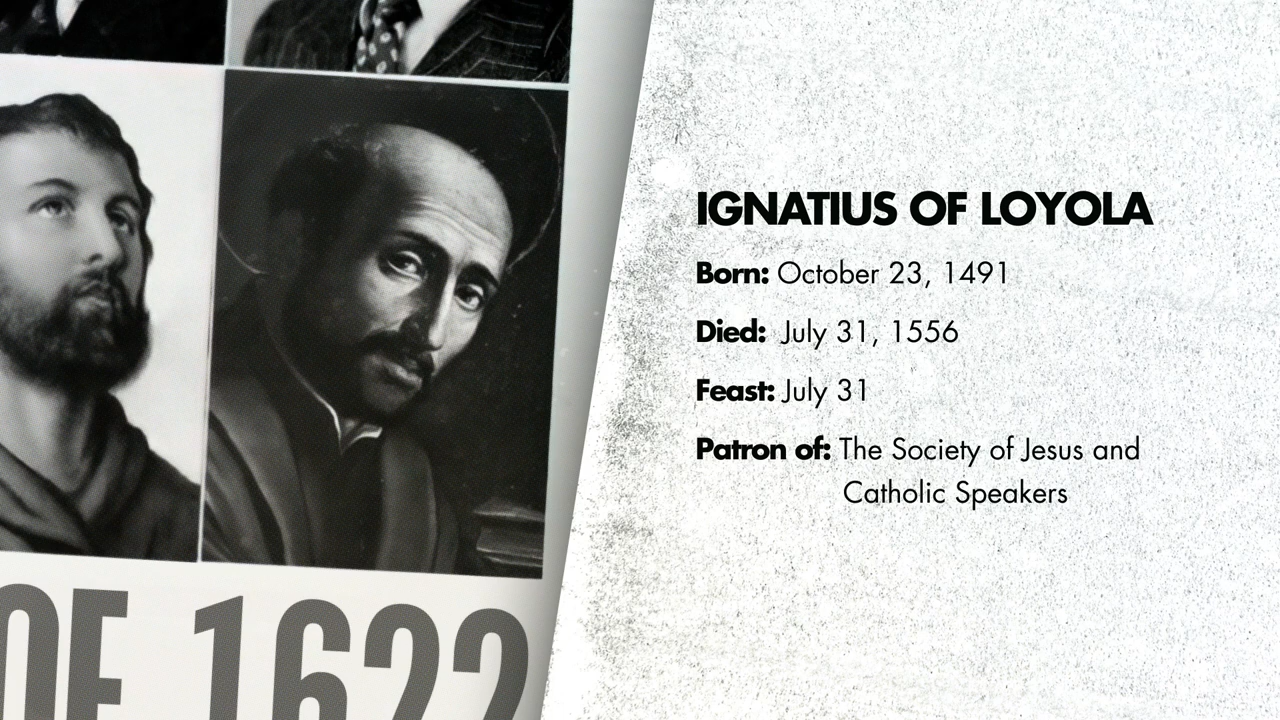 OF 1622
IGNATIUS OF LOYOLA
Born: October 23, 1491
Died: July 31, 1556
Feast: July 31
Patron of: The Society of Jesus and
Catholic Speakers